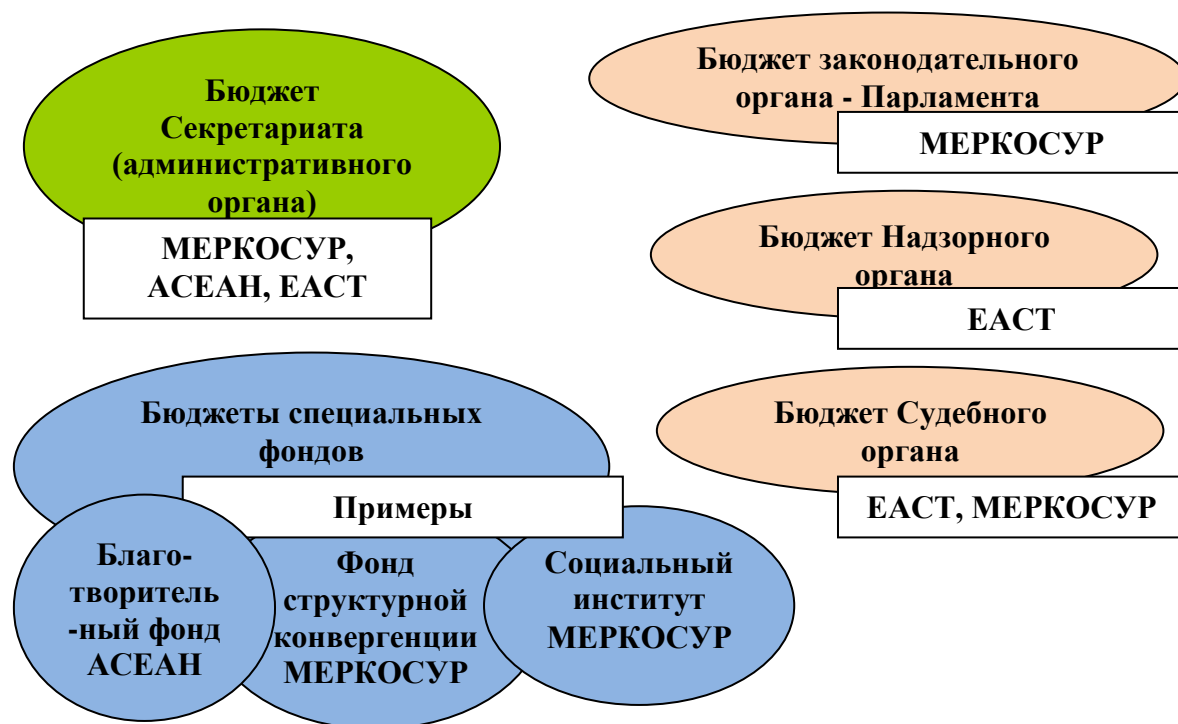 Бюджет
Секретариата
(административного
органа)
МЕРКОСУР,
АСЕАН, ЕАСТ
Бюджет законодательного
органа - Парламента
МЕРКОСУР
Бюджет Надзорного
органа
ЕАСТ
Бюджет Судебного
органа
ЕАСТ, МЕРКОСУР
Бюджеты специальных
фондов
Примеры
Благо-
творитель
-ный фонд
АСЕАН
Фонд
структурной
конвергенции
МЕРКОСУР
Социальный
институт
МЕРКОСУР